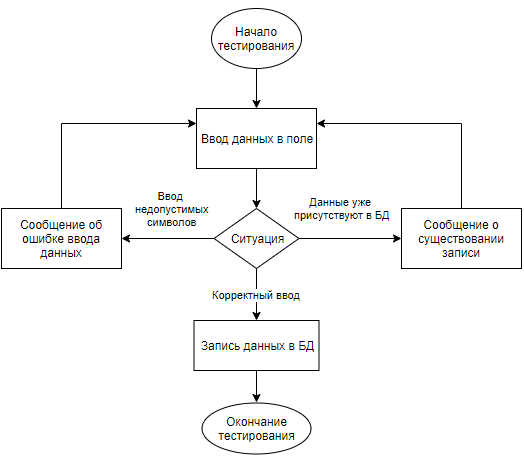 Начало
тестирования
Ввод данных в поле
Ввод
недопустимых
символов
Данные уже
присутствуют в БД
Сообщение об
ошибке ввода
данных
Ситуация
Сообщение о
существовании
записи
Корректный ввод
Запись данных в БД
Окончание
тестирования